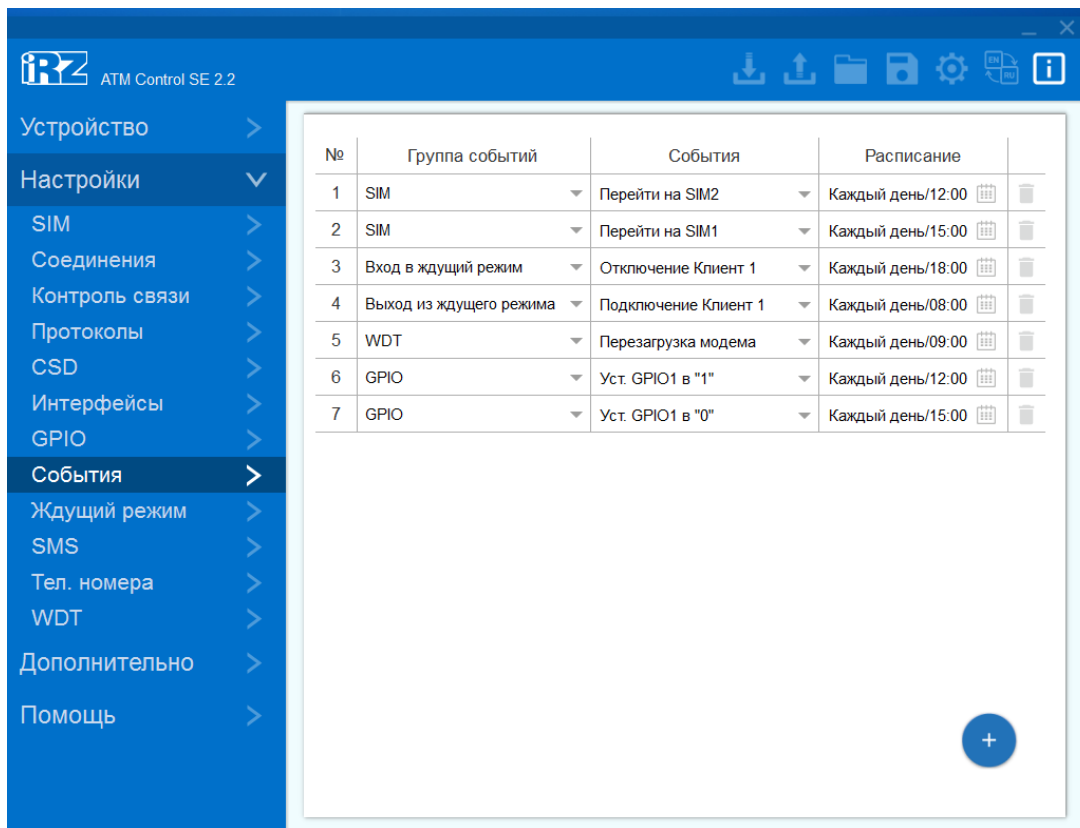 iRZ ATM Control SE 2.2
EN
RU
i
Устройство
Настройки
SIM
Соединения
Контроль связи
Протоколы
CSD
Интерфейсы
GPIO
События
Ждущий режим
SMS
Тел. номера
WDT
Дополнительно
Помощь
№ Группа событий События Расписание
1 SIM Перейти на SIM2 Каждый день/12:00
2 SIM Перейти на SIM1 Каждый день/15:00
3 Вход в ждущий режим Отключение Клиент 1 Каждый день/18:00
4 Выход из ждущего режима Подключение Клиент 1 Каждый день/08:00
5 WDT Перезагрузка модема Каждый день/09:00
6 GPIO Уст. GPIO1 в "1" Каждый день/12:00
7 GPIO Уст. GPIO1 в "0" Каждый день/15:00
+